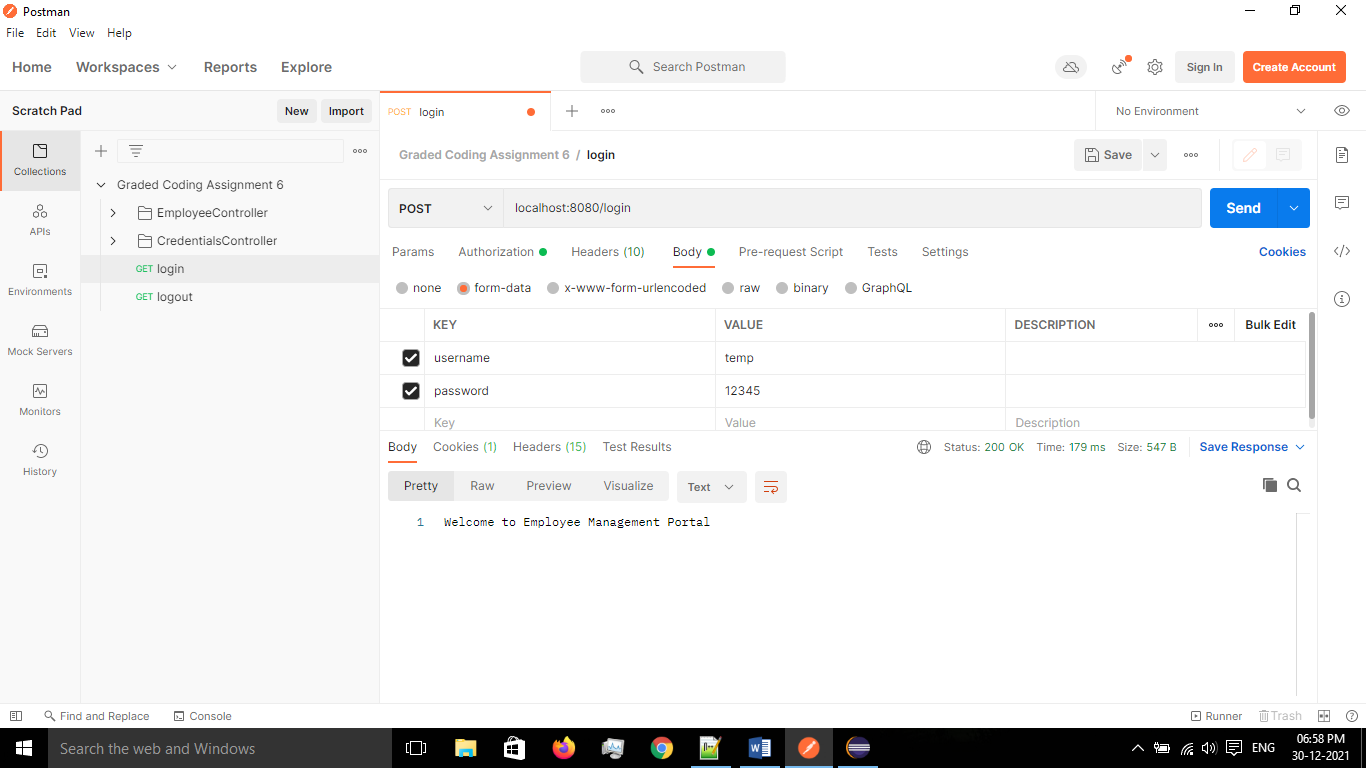 Postman
File Edit View Help
Home Workspaces Reports Explore Search Postman Sign In Create Account
Scratch Pad New Import POST login No Environment
Graded Coding Assignment 6 / login Save
Collections
APIs
Environments
Mock Servers
Monitors
History
Graded Coding Assignment 6
EmployeeController
CredentialsController
GET login
GET logout
POST localhost:8080/login Send
Params Authorization Headers (10) Body Pre-request Script Tests Settings Cookies
none form-data x-www-form-urlencoded raw binary GraphQL
KEY VALUE DESCRIPTION Bulk Edit
username temp
password 12345
Key Value Description
Body Cookies (1) Headers (15) Test Results Status: 200 OK Time: 179 ms Size: 547 B Save Response
Pretty Raw Preview Visualize Text
1 Welcome to Employee Management Portal
Find and Replace Console Runner Trash
Search the web and Windows ENG 06:58 PM
30-12-2021